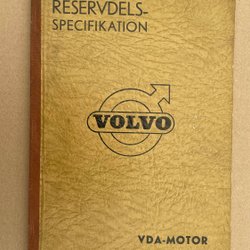 RESERVDELS-
SPECIFIKATION
VOLVO
VDA-MOTOR